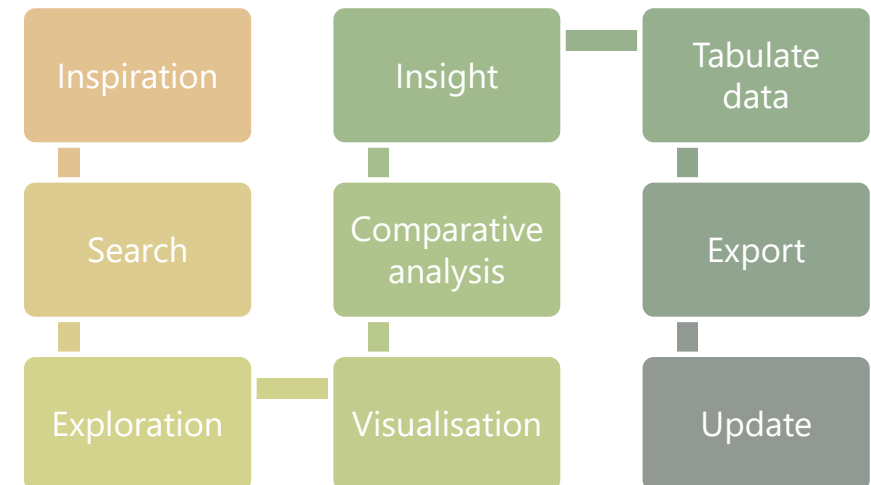 Inspiration
Search
Exploration
Visualisation
Comparative
analysis
Insight
Tabulate
data
Export
Update